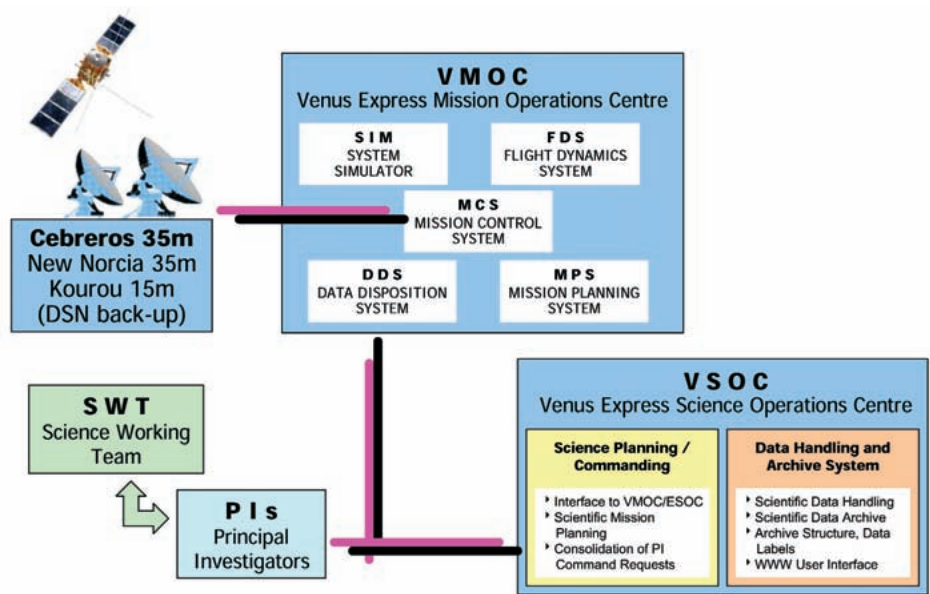 VMOC
Venus Express Mission Operations Centre
SIM
SYSTEM
SIMULATOR
FDS
FLIGHT DYNAMICS
SYSTEM
MCS
MISSION CONTROL
SYSTEM
DDS
DATA DISPOSITION
SYSTEM
MPS
MISSION PLANNING
SYSTEM
Cebreros 35m
New Norcia 35m
Kourou 15m
(DSN back-up)
SWT
Science Working
Team
PIs
Principal
Investigators
VSOC
Venus Express Science Operations Centre
Science Planning /
Commanding
Interface to VMOC/ESOC
Scientific Mission
Planning
Consolidation of PI
Command Requests
Data Handling and
Archive System
Scientific Data Handling
Scientific Data Archive
Archive Structure, Data
Labels
WWW User Interface